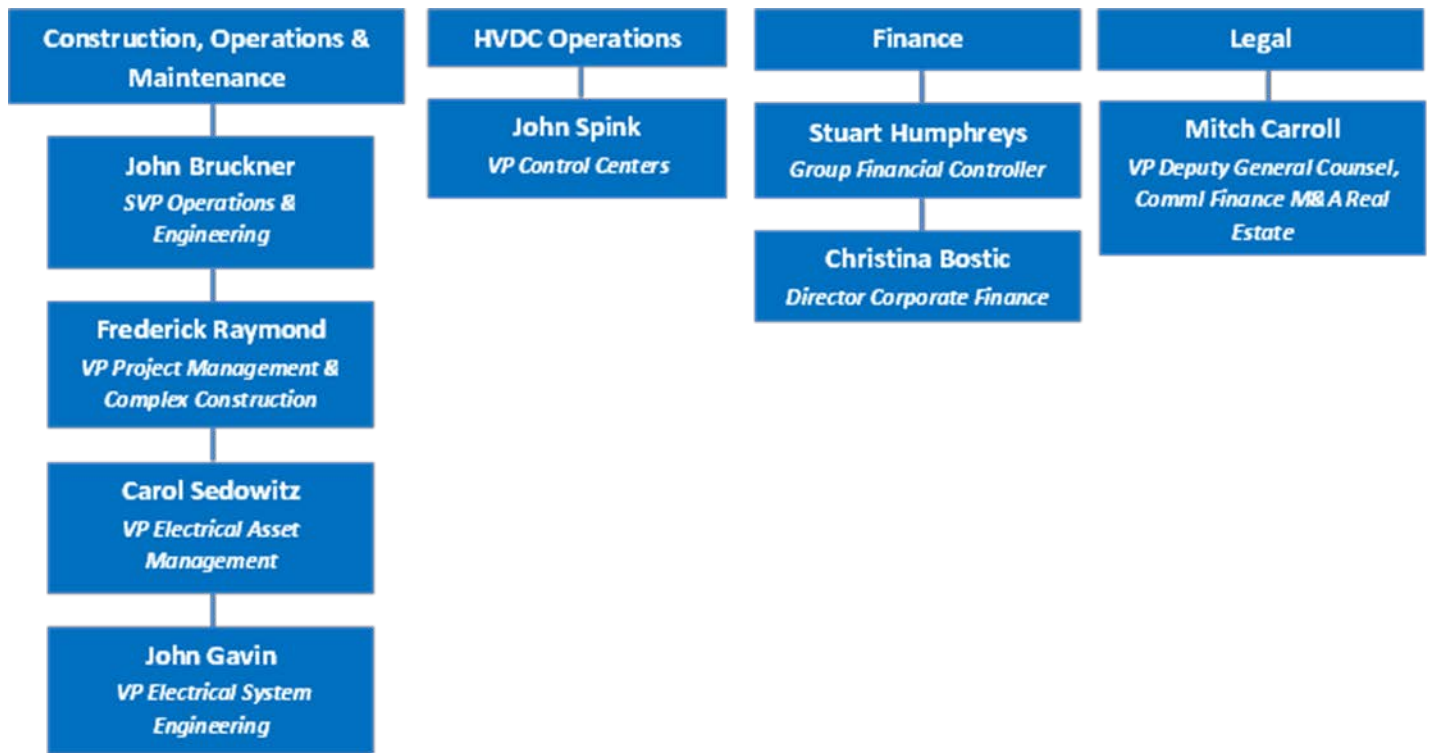 Construction, Operations &
Maintenance
John Bruckner
SVP Operations &
Engineering
Frederick Raymond
VP Project Management &
Complex Construction
Carol Sedowitz
VP Electrical Asset
Management
John Gavin
VP Electrical System
Engineering
HVDC Operations
John Spink
VP Control Centers
Finance
Stuart Humphreys
Group Financial Controller
Christina Bostic
Director Corporate Finance
Legal
Mitch Carroll
VP Deputy General Counsel,
Comml Finance M&A Real
Estate